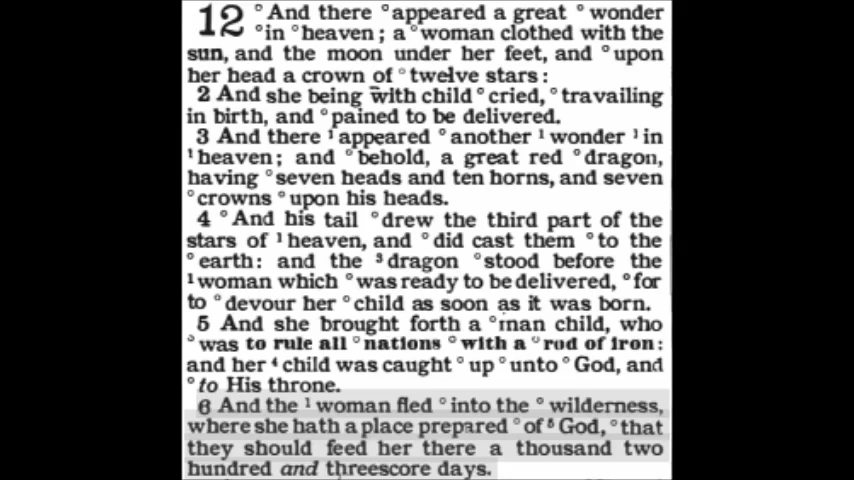 12 °And there °appeared a great °wonder
°in °heaven; a °woman clothed with the
sun, and the moon under her feet, and °upon
her head a crown of °twelve stars:
2 And she being with child °cried, °travailing
in birth, and °pained to be delivered.
3 And there ¹appeared °another ¹wonder ¹in
¹heaven; and °behold, a great red °dragon,
having °seven heads and ten horns, and seven
°crowns °upon his heads.
4 °And his tail °drew the third part of the
stars of ¹heaven, and °did cast them °to the
°earth: and the ³dragon °stood before the
¹woman which °was ready to be delivered, °for
to °devour her °child as soon as it was born.
5 And she brought forth a °man child, who
°was to rule all °nations °with a °rod of iron:
and her ⁴child was caught °up °unto °God, and
°to His throne.
6 And the ¹woman fled °into the °wilderness,
where she hath a place prepared °of ⁵God, °that
they should feed her there a thousand two
hundred and threescore days.